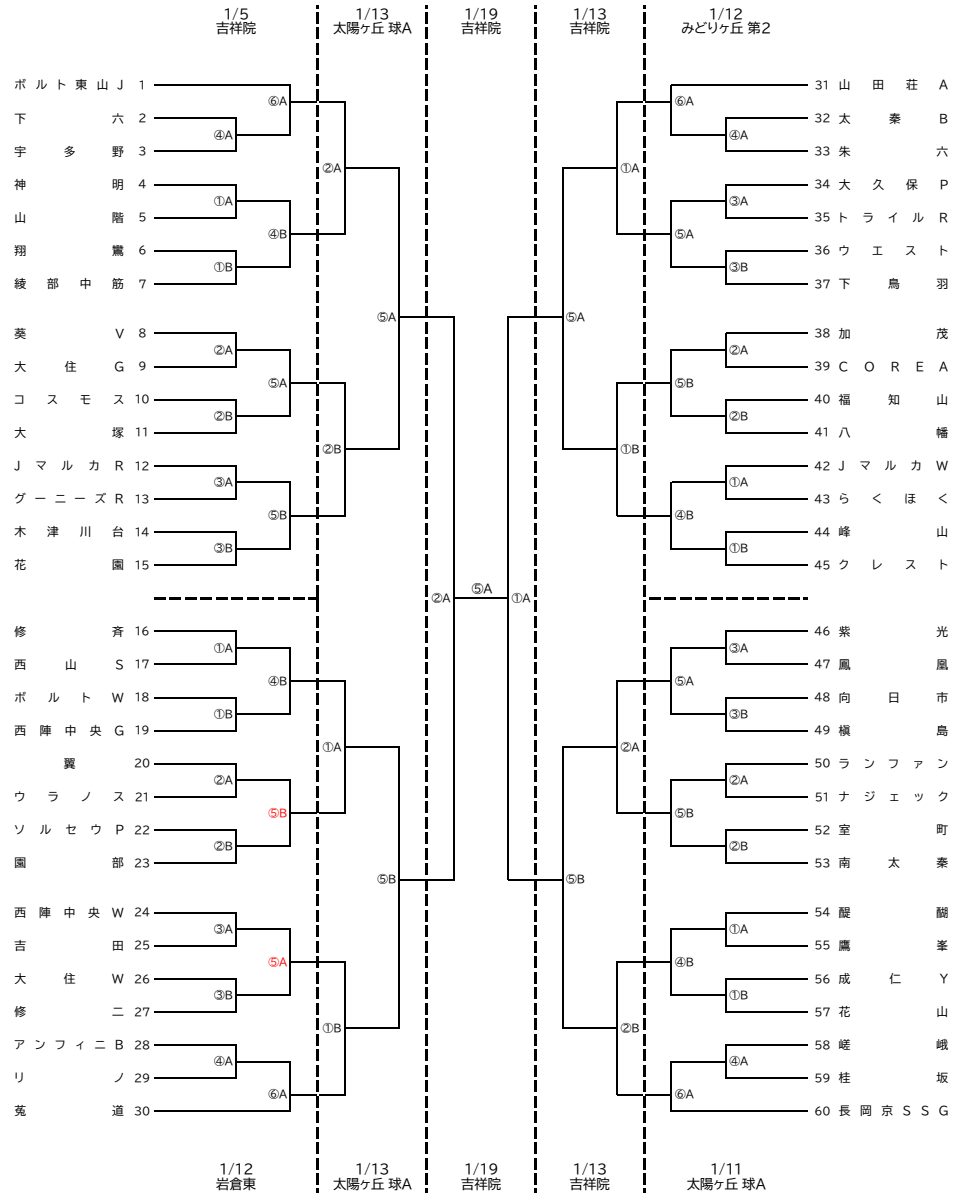 1/5 1/13 1/19 1/13 1/12
吉祥院 太陽ヶ丘 球A 吉祥院 吉祥院 みどりヶ丘 第2
ボルト東山J 1 31 山田荘A
⑥A ⑥A
下六 2 32 太秦B
④A ④A
宇多野 3 33 朱六
②A ①A
神明 4 34 大久保P
①A ③A
山階 5 35 トライルR
④B ⑤A
翔鸞 6 36 ウエスト
①B ③B
綾部中筋 7 37 下鳥羽
⑤A ⑤A
葵V 8 38 加茂
②A ②A
大住G 9 39 COREA
⑤A ⑤B
コスモス 10 40 福知山
②B ②B
大塚 11 41 八幡
②B ①B
JマルカR 12 42 JマルカW
③A ①A
グーニーズR 13 43 らくほく
⑤B ④B
木津川台 14 44 峰山
③B ①B
花園 15 45 クレスト
②A ⑤A ①A
修斉 16 46 紫光
①A ③A
西山S 17 47 鳳凰
④B ⑤A
ボルトW 18 48 向日市
①B ③B
西陣中央G 19 49 槇島
①A ②A
翼 20 50 ランファン
②A ②A
ウラノス 21 51 ナジェック
⑤B ⑤B
ソルセウP 22 52 室町
②B ②B
園部 23 53 南太秦
⑤B ⑤B
西陣中央W 24 54 醍醐
③A ①A
吉田 25 55 鷹峯
⑤A ④B
大住W 26 56 成仁Y
③B ①B
修二 27 57 花山
①B ②B
アンフィニB 28 58 嵯峨
④A ④A
リノ 29 59 桂坂
⑥A ⑥A
菟道 30 60 長岡京SSG
1/12 1/13 1/19 1/13 1/11
岩倉東 太陽ヶ丘 球A 吉祥院 吉祥院 太陽ヶ丘 球A